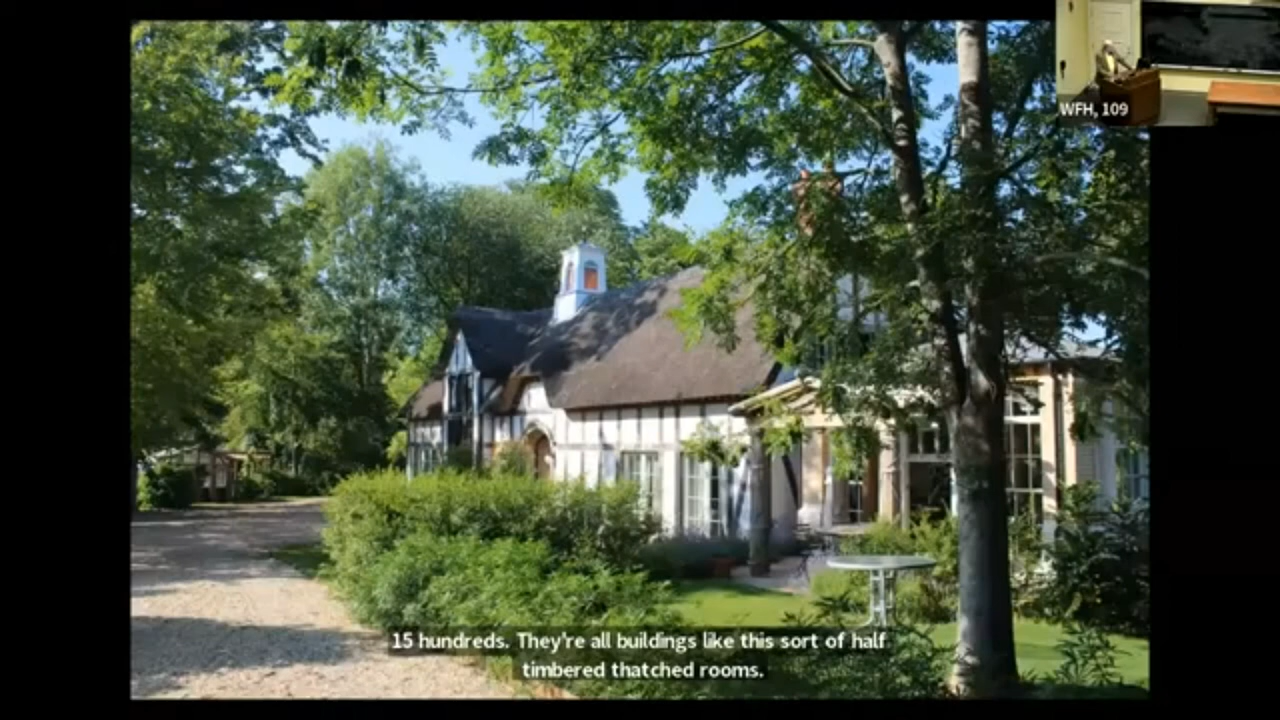 WFH, 109
15 hundreds. They're all buildings like this sort of half
timbered thatched rooms.